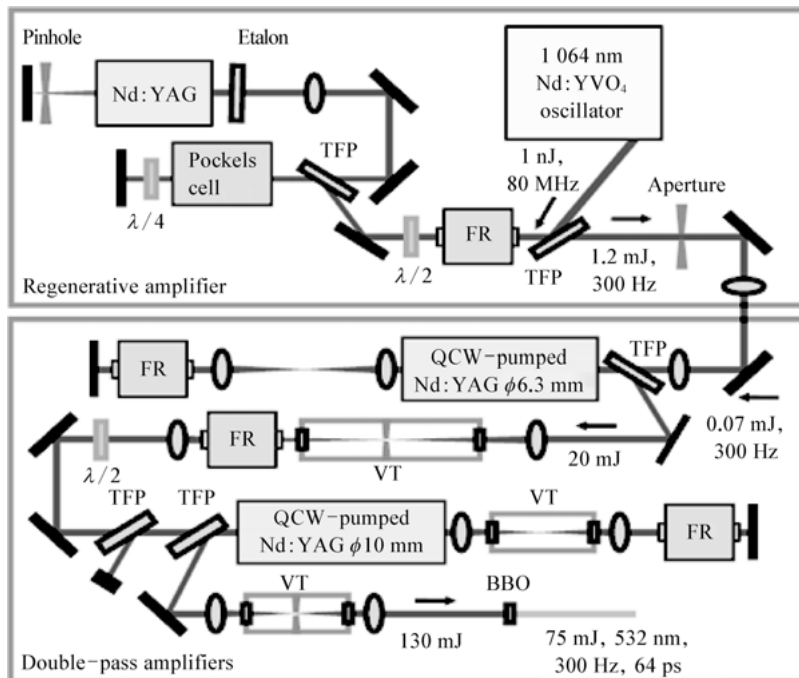 Pinhole
Etalon
Nd:YAG
1 064 nm
Nd:YVO₄
oscillator
TFP
Pockels
cell
λ/4
1 nJ,
80 MHz
Aperture
FR
λ/2
TFP
1.2 mJ,
300 Hz
Regenerative amplifier
FR
QCW-pumped
Nd:YAG ϕ6.3 mm
TFP
0.07 mJ,
300 Hz
λ/2
FR
VT
20 mJ
TFP
TFP
QCW-pumped
Nd:YAG ϕ10 mm
VT
FR
VT
BBO
130 mJ
75 mJ, 532 nm,
300 Hz, 64 ps
Double-pass amplifiers